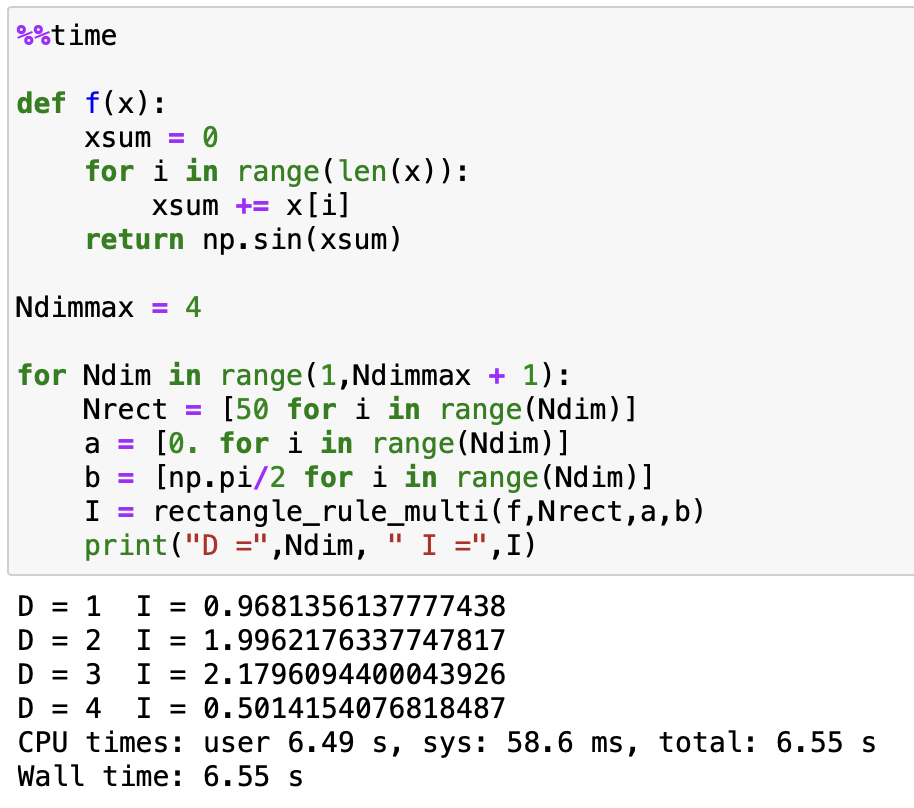 %%time
def f(x):
    xsum = 0
    for i in range(len(x)):
        xsum += x[i]
    return np.sin(xsum)
Ndimmax = 4
for Ndim in range(1,Ndimmax + 1):
    Nrect = [50 for i in range(Ndim)]
    a = [0. for i in range(Ndim)]
    b = [np.pi/2 for i in range(Ndim)]
    I = rectangle_rule_multi(f,Nrect,a,b)
    print("D =",Ndim, " I =",I)
D = 1  I = 0.9681356137777438
D = 2  I = 1.9962176337747817
D = 3  I = 2.1796094400043926
D = 4  I = 0.5014154076818487
CPU times: user 6.49 s, sys: 58.6 ms, total: 6.55 s
Wall time: 6.55 s